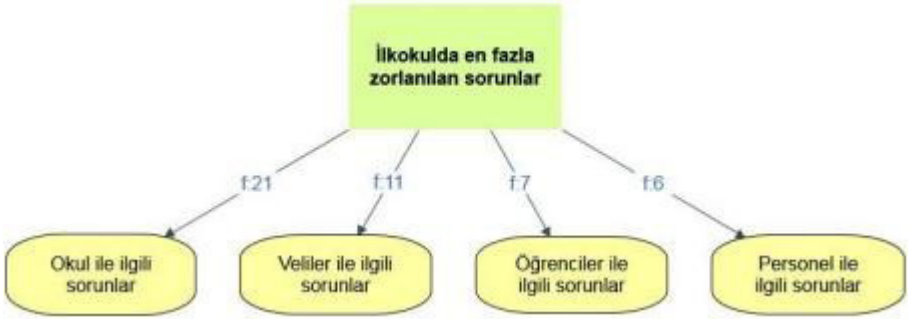 İlkokulda en fazla
zorlanılan sorunlar
f:21
f:11
f:7
f:6
Okul ile ilgili
sorunlar
Veliler ile ilgili
sorunlar
Öğrenciler ile
ilgili sorunlar
Personel ile
ilgili sorunlar